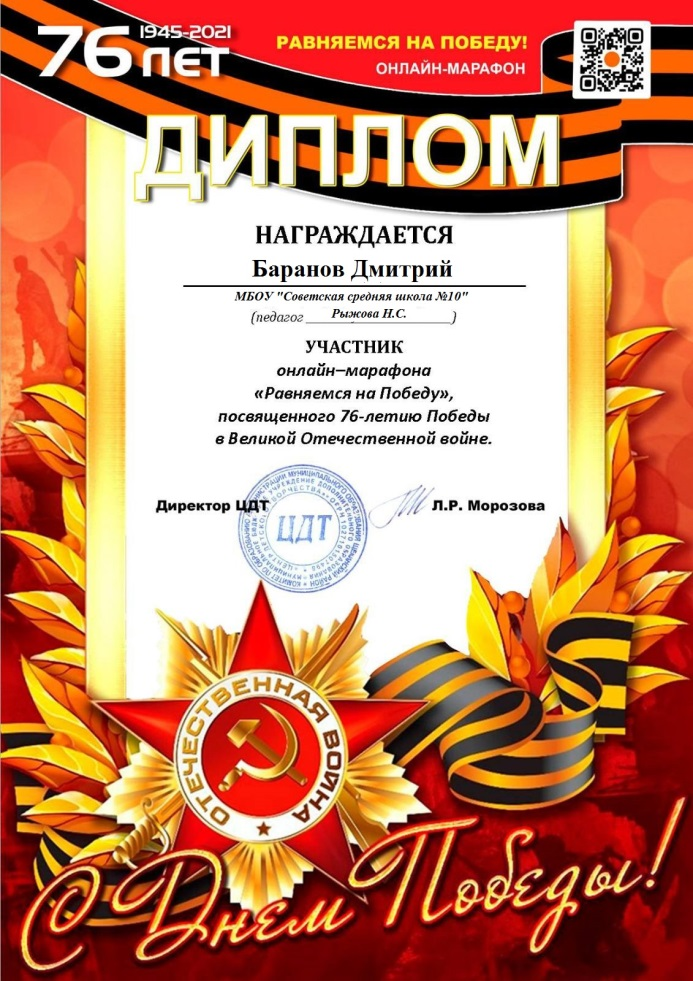 76 лет
1945-2021
РАВНЯЕМСЯ НА ПОБЕДУ!
ОНЛАЙН-МАРАФОН
ДИПЛОМ
НАГРАЖДАЕТСЯ
Баранов Дмитрий
МБОУ "Советская средняя школа №10"
(педагог Рыжова Н.С. )
УЧАСТНИК
онлайн–марафона
«Равняемся на Победу»,
посвященного 76-летию Победы
в Великой Отечественной войне.
Директор ЦДТ
ЦДТ
Л.Р. Морозова
ОТЕЧЕСТВЕННАЯ ВОЙНА
С Днем Победы!